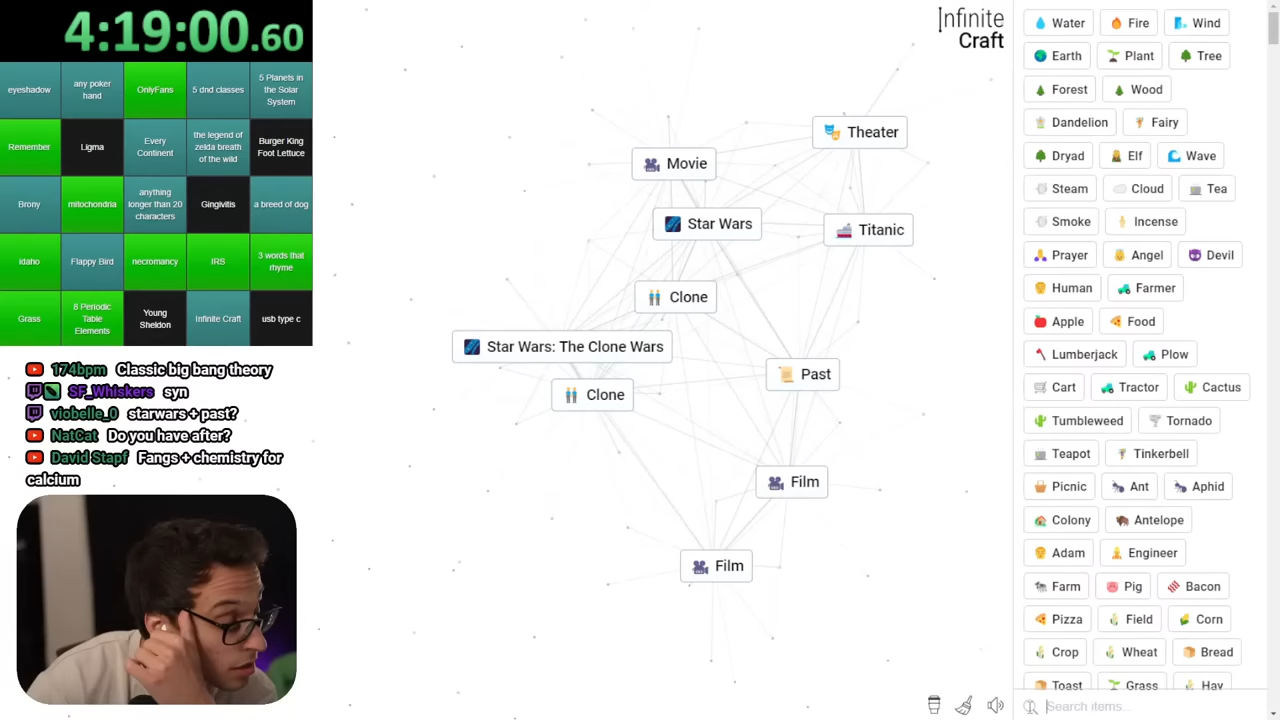 4:19:00.60
eyeshadow
any poker
hand
OnlyFans
5 dnd classes
5 Planets in
the Solar
System
Remember
Ligma
Every
Continent
the legend of
zelda breath
of the wild
Burger King
Foot Lettuce
Brony
mitochondria
anything
longer than 20
characters
Gingivitis
a breed of dog
idaho
Flappy Bird
necromancy
IRS
3 words that
rhyme
Grass
8 Periodic
Table
Elements
Young
Sheldon
Infinite Craft
usb type c
174bpm Classic big bang theory
SF_Whiskers syn
viobelle_0 starwars + past?
NatCat Do you have after?
David Stapf Fangs + chemistry for
calcium
Infinite
Craft
Theater
Movie
Star Wars
Titanic
Clone
Star Wars: The Clone Wars
Past
Clone
Film
Film
Water Fire Wind
Earth Plant Tree
Forest Wood
Dandelion Fairy
Dryad Elf Wave
Steam Cloud Tea
Smoke Incense
Prayer Angel Devil
Human Farmer
Apple Food
Lumberjack Plow
Cart Tractor Cactus
Tumbleweed Tornado
Teapot Tinkerbell
Picnic Ant Aphid
Colony Antelope
Adam Engineer
Farm Pig Bacon
Pizza Field Corn
Crop Wheat Bread
Toast Grass Hay
Search items...